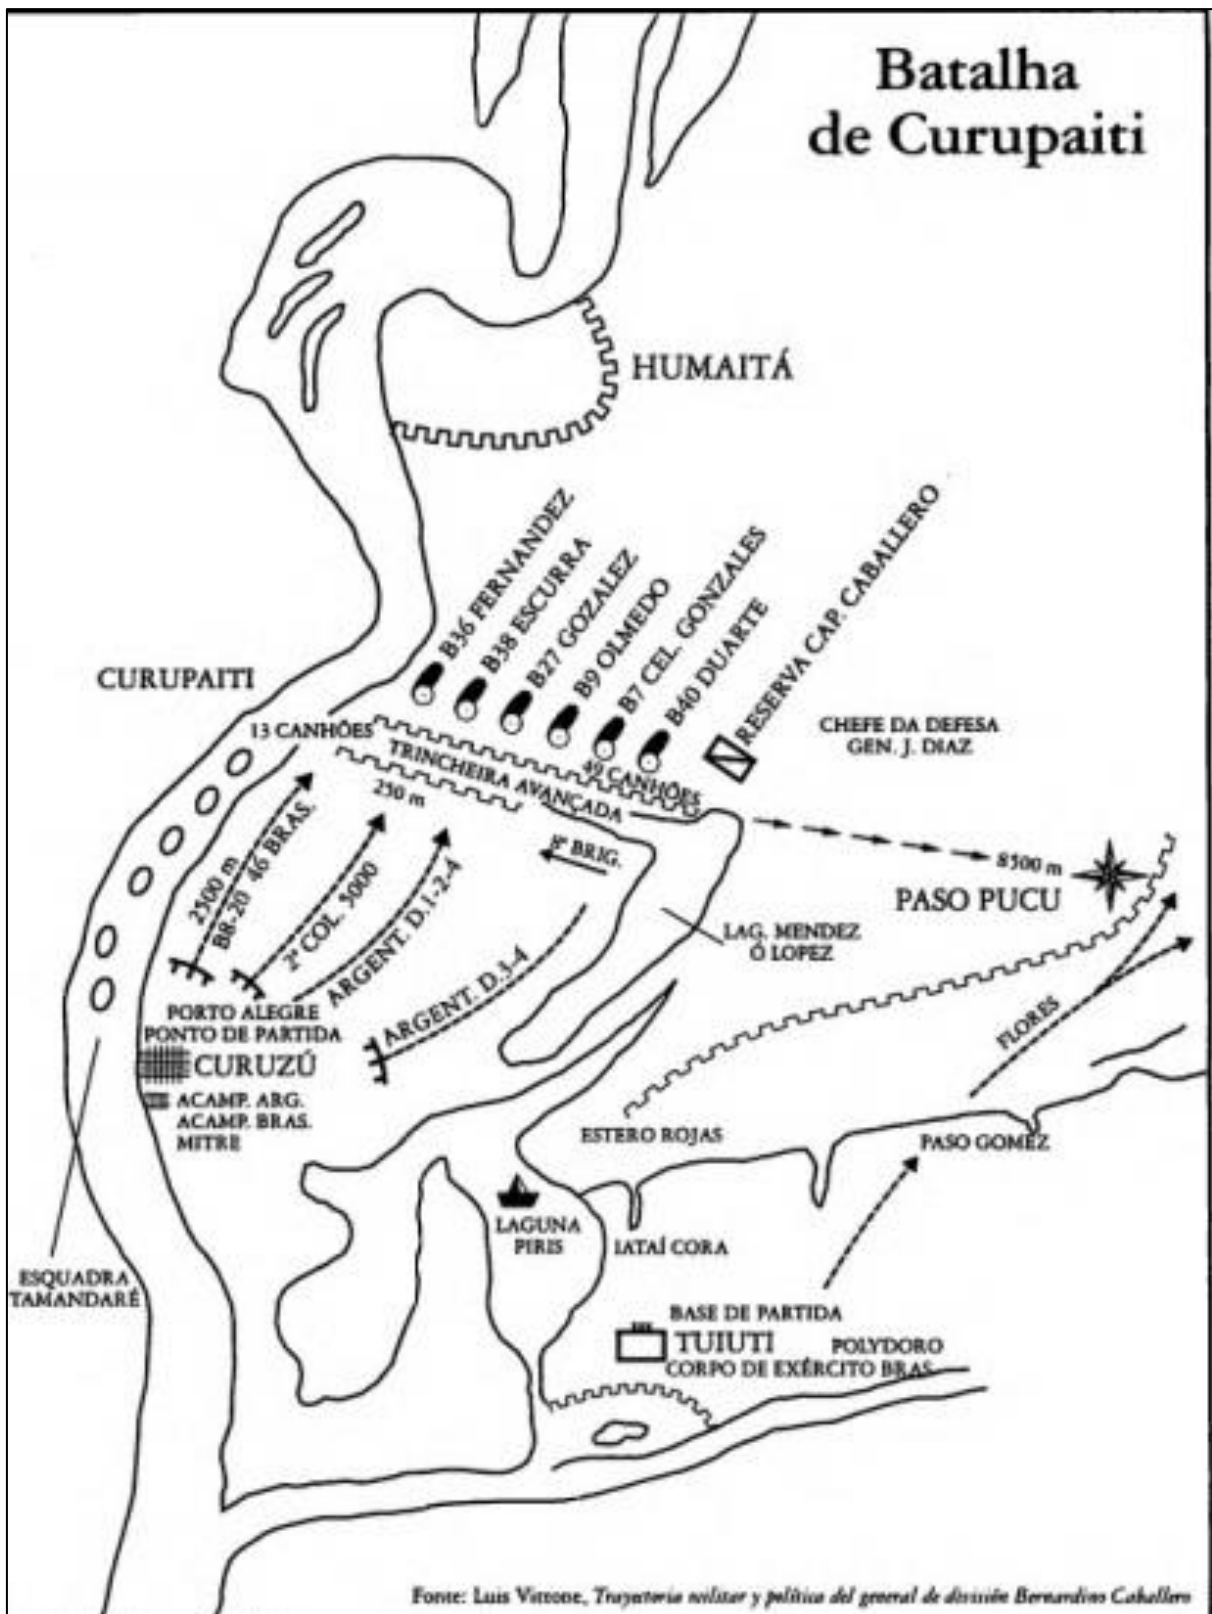 Batalha
de Curupaiti
HUMAITÁ
B36 FERNANDEZ
B38 ESCURRA
B27 GOZALEZ
B9 OLMEDO
B7 CEL. GONZALES
B40 DUARTE
RESERVA CAP. CABALLERO
CURUPAITI
13 CANHÕES
TRINCHEIRA AVANÇADA
49 CANHÕES
CHEFE DA DEFESA
GEN. J. DIAZ
250 m
2500 m
B8-20 46 BRAS.
2ª COL. 5000
ARGENT. D.1-2-4
8ª BRIG.
ARGENT. D.3-4
8500 m
PASO PUCU
LAG. MENDEZ
Ó LOPEZ
PORTO ALEGRE
PONTO DE PARTIDA
CURUZÚ
ACAMP. ARG.
ACAMP. BRAS.
MITRE
FLORES
ESTERO ROJAS
PASO GOMEZ
LAGUNA
PIRIS
IATAÍ CORA
ESQUADRA
TAMANDARÉ
BASE DE PARTIDA
TUIUTI
POLYDORO
CORPO DE EXÉRCITO BRAS.
Fonte: Luis Vittone, Trayectoria militar y política del general de división Bernardino Caballero